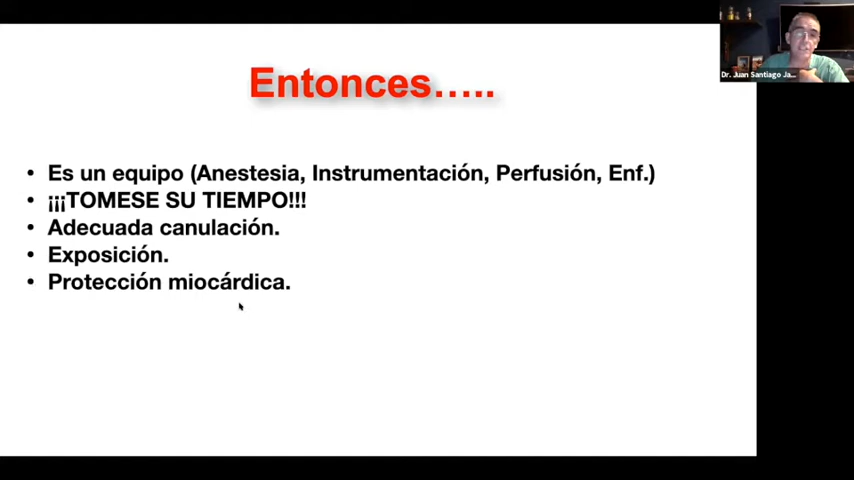 Entonces…..
• Es un equipo (Anestesia, Instrumentación, Perfusión, Enf.)
• ¡¡¡TOMESE SU TIEMPO!!!
• Adecuada canulación.
• Exposición.
• Protección miocárdica.
Dr. Juan Santiago Ja...